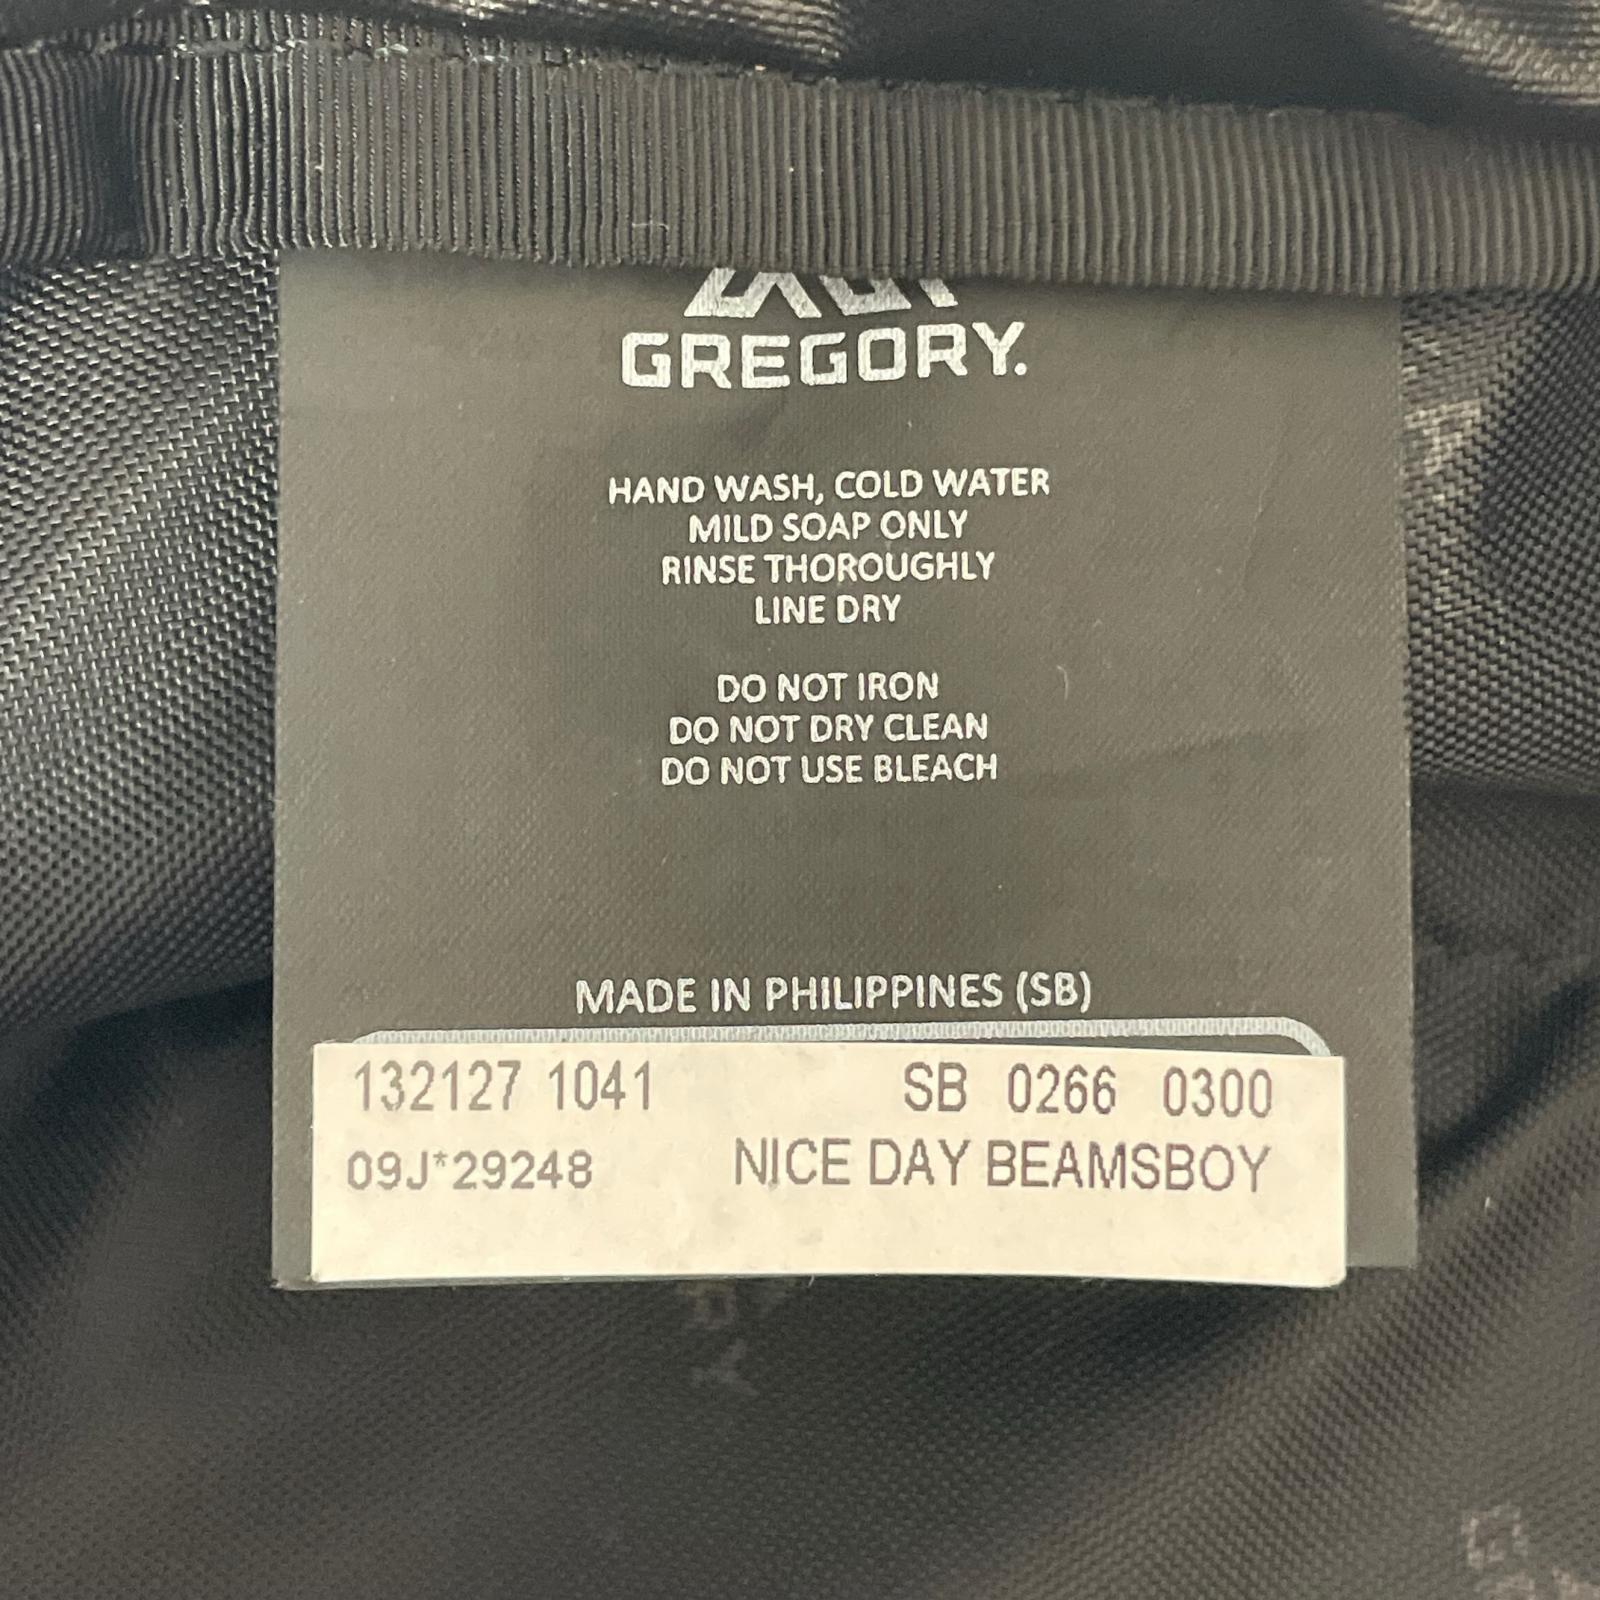 GREGORY.
HAND WASH, COLD WATER
MILD SOAP ONLY
RINSE THOROUGHLY
LINE DRY
DO NOT IRON
DO NOT DRY CLEAN
DO NOT USE BLEACH
MADE IN PHILIPPINES (SB)
132127 1041 SB 0266 0300
09J*29248 NICE DAY BEAMSBOY